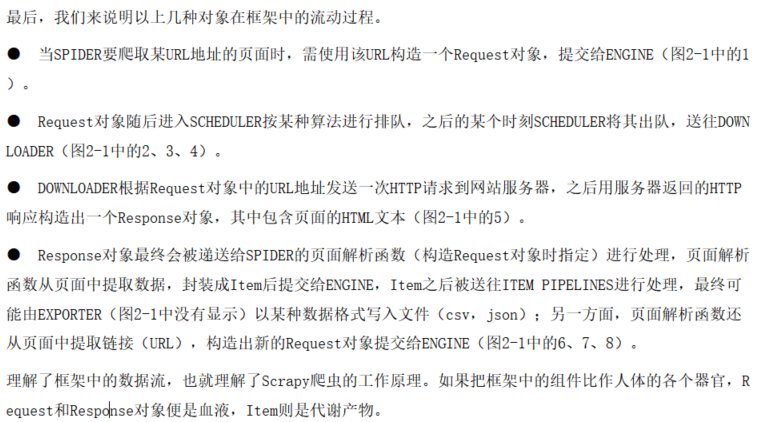 最后，我们来说明以上几种对象在框架中的流动过程。
● 当SPIDER要爬取某URL地址的页面时，需使用该URL构造一个Request对象，提交给ENGINE（图2-1中的1
）。
● Request对象随后进入SCHEDULER按某种算法进行排队，之后的某个时刻SCHEDULER将其出队，送往DOWN
LOADER（图2-1中的2、3、4）。
● DOWNLOADER根据Request对象中的URL地址发送一次HTTP请求到网站服务器，之后用服务器返回的HTTP
响应构造出一个Response对象，其中包含页面的HTML文本（图2-1中的5）。
● Response对象最终会被递送给SPIDER的页面解析函数（构造Request对象时指定）进行处理，页面解析
函数从页面中提取数据，封装成Item后提交给ENGINE，Item之后被送往ITEM PIPELINES进行处理，最终可
能由EXPORTER（图2-1中没有显示）以某种数据格式写入文件（csv，json）；另一方面，页面解析函数还
从页面中提取链接（URL），构造出新的Request对象提交给ENGINE（图2-1中的6、7、8）。
理解了框架中的数据流，也就理解了Scrapy爬虫的工作原理。如果把框架中的组件比作人体的各个器官，R
equest和Response对象便是血液，Item则是代谢产物。